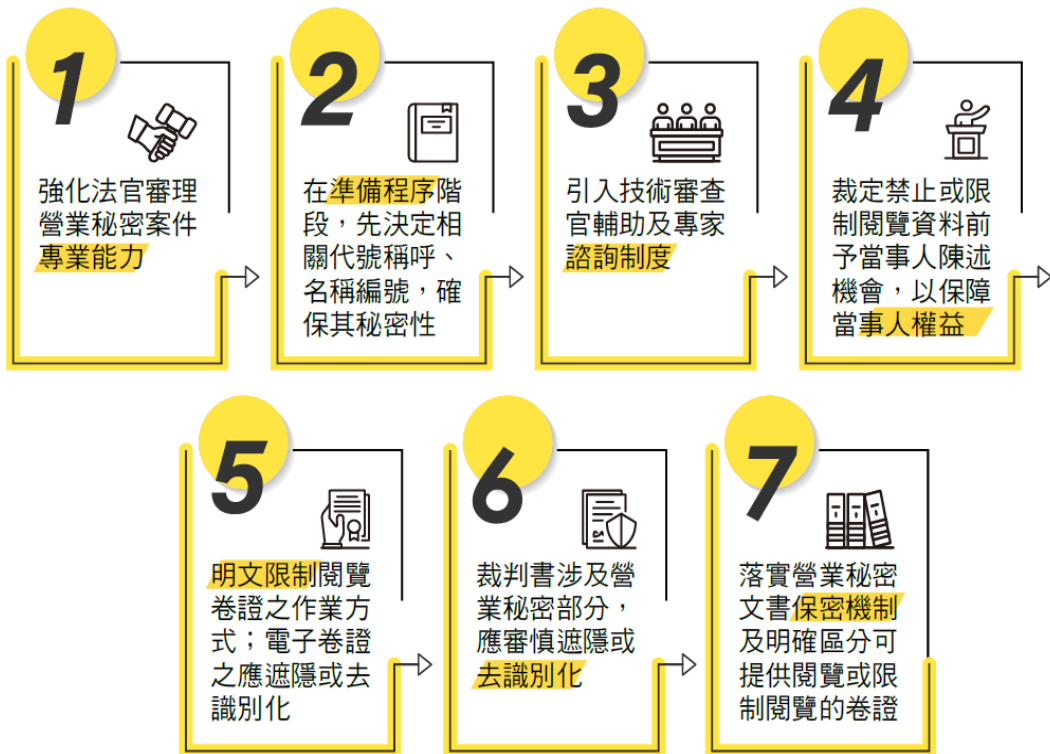 1
強化法官審理
營業秘密案件
專業能力
2
在準備程序階
段，先決定相
關代號稱呼、
名稱編號，確
保其秘密性
3
引入技術審查
官輔助及專家
諮詢制度
4
裁定禁止或限
制閱覽資料前
予當事人陳述
機會，以保障
當事人權益
5
明文限制閱覽
卷證之作業方
式；電子卷證
之應遮隱或去
識別化
6
裁判書涉及營
業秘密部分，
應審慎遮隱或
去識別化
7
落實營業秘密
文書保密機制
及明確區分可
提供閱覽或限
制閱覽的卷證